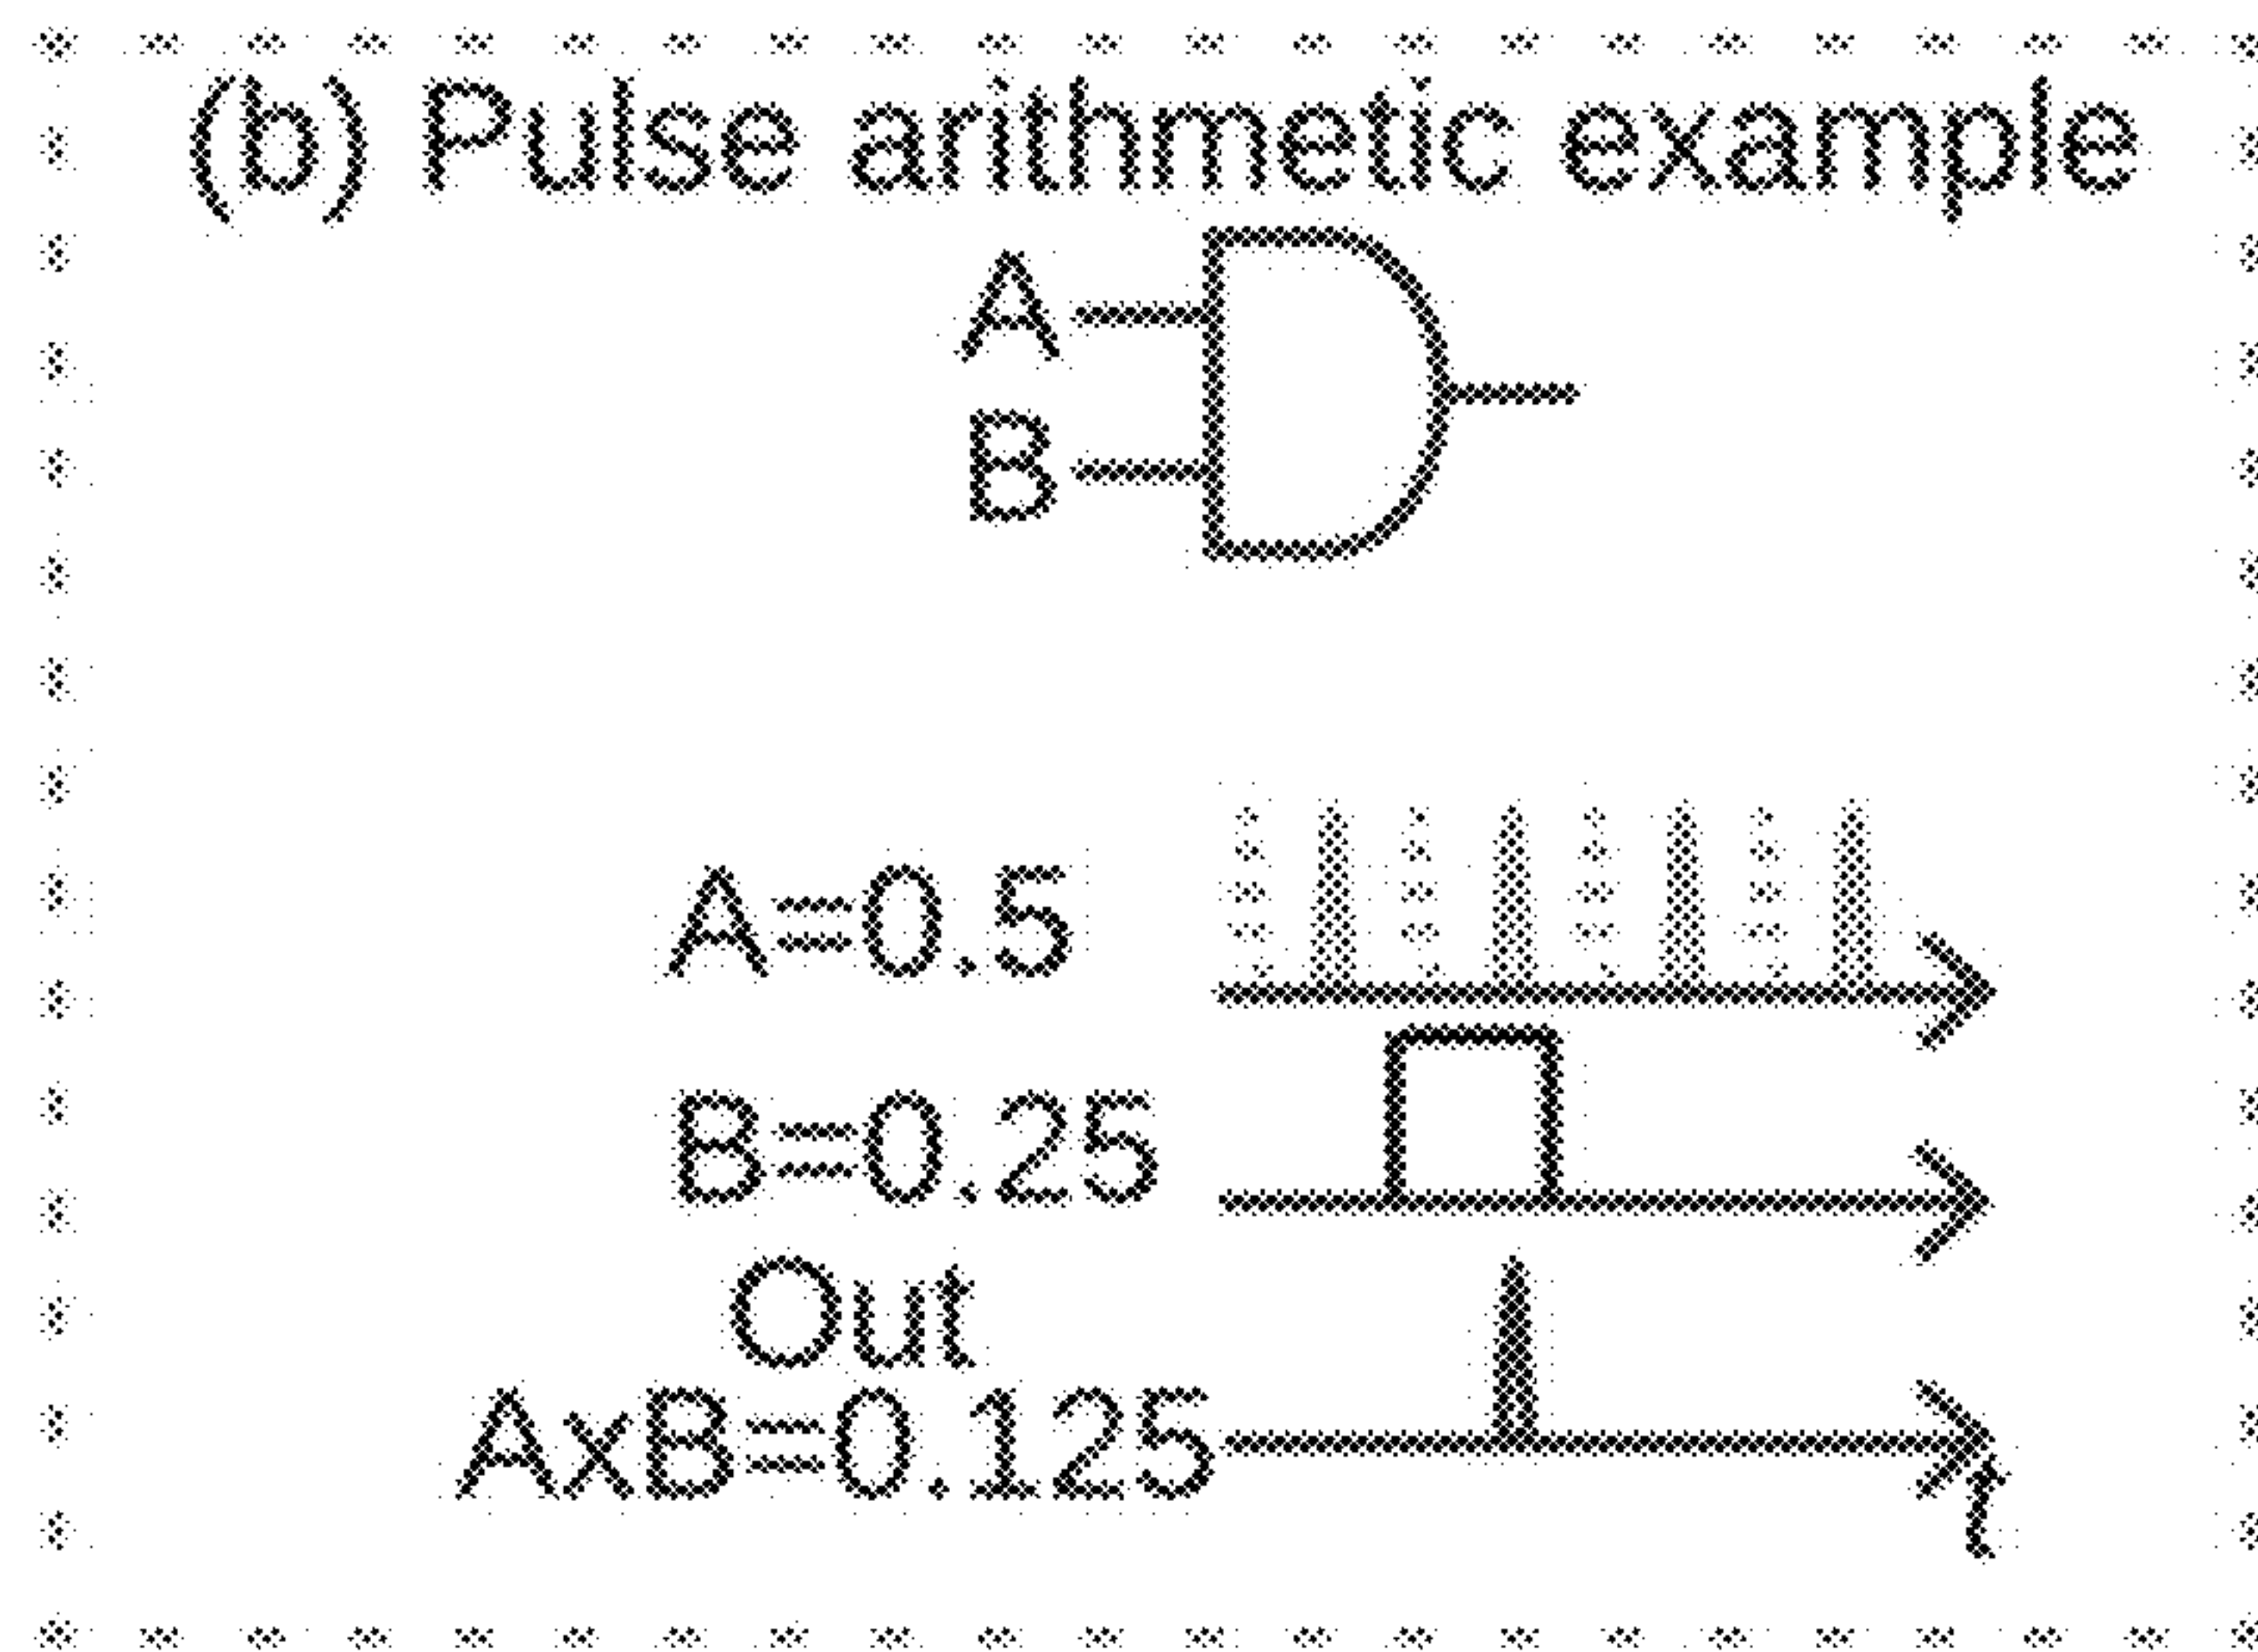 (b) Pulse arithmetic example
A
B
A=0.5
B=0.25
Out
AxB=0.125
t